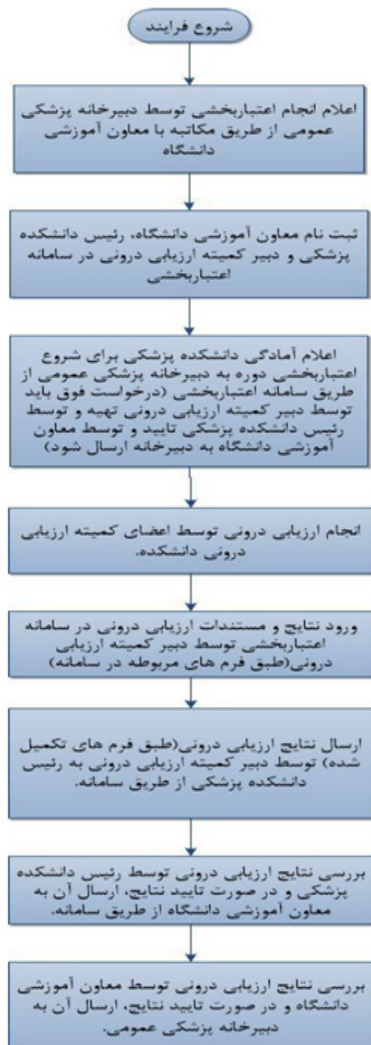 شروع فرایند
اعلام انجام اعتباربخشی توسط دبیرخانه پزشکی
عمومی از طریق مکاتبه با معاون آموزشی
دانشگاه
ثبت نام معاون آموزشی دانشگاه، رئیس دانشکده
پزشکی و دبیر کمیته ارزیابی درونی در سامانه
اعتباربخشی
اعلام آمادگی دانشکده پزشکی برای شروع
اعتباربخشی دوره به دبیرخانه پزشکی عمومی از
طریق سامانه اعتباربخشی (درخواست فوق باید
توسط دبیر کمیته ارزیابی درونی تهیه و توسط
رئیس دانشکده پزشکی تایید و توسط معاون
آموزشی دانشگاه به دبیرخانه ارسال شود)
انجام ارزیابی درونی توسط اعضای کمیته ارزیابی
درونی دانشکده.
ورود نتایج و مستندات ارزیابی درونی در سامانه
اعتباربخشی توسط دبیر کمیته ارزیابی
درونی(طبق فرم های مربوطه در سامانه)
ارسال نتایج ارزیابی درونی(طبق فرم های تکمیل
شده) توسط دبیر کمیته ارزیابی درونی به رئیس
دانشکده پزشکی از طریق سامانه.
بررسی نتایج ارزیابی درونی توسط رئیس دانشکده
پزشکی و در صورت تایید نتایج، ارسال آن به
معاون آموزشی دانشگاه از طریق سامانه.
بررسی نتایج ارزیابی درونی توسط معاون آموزشی
دانشگاه و در صورت تایید نتایج، ارسال آن به
دبیرخانه پزشکی عمومی.